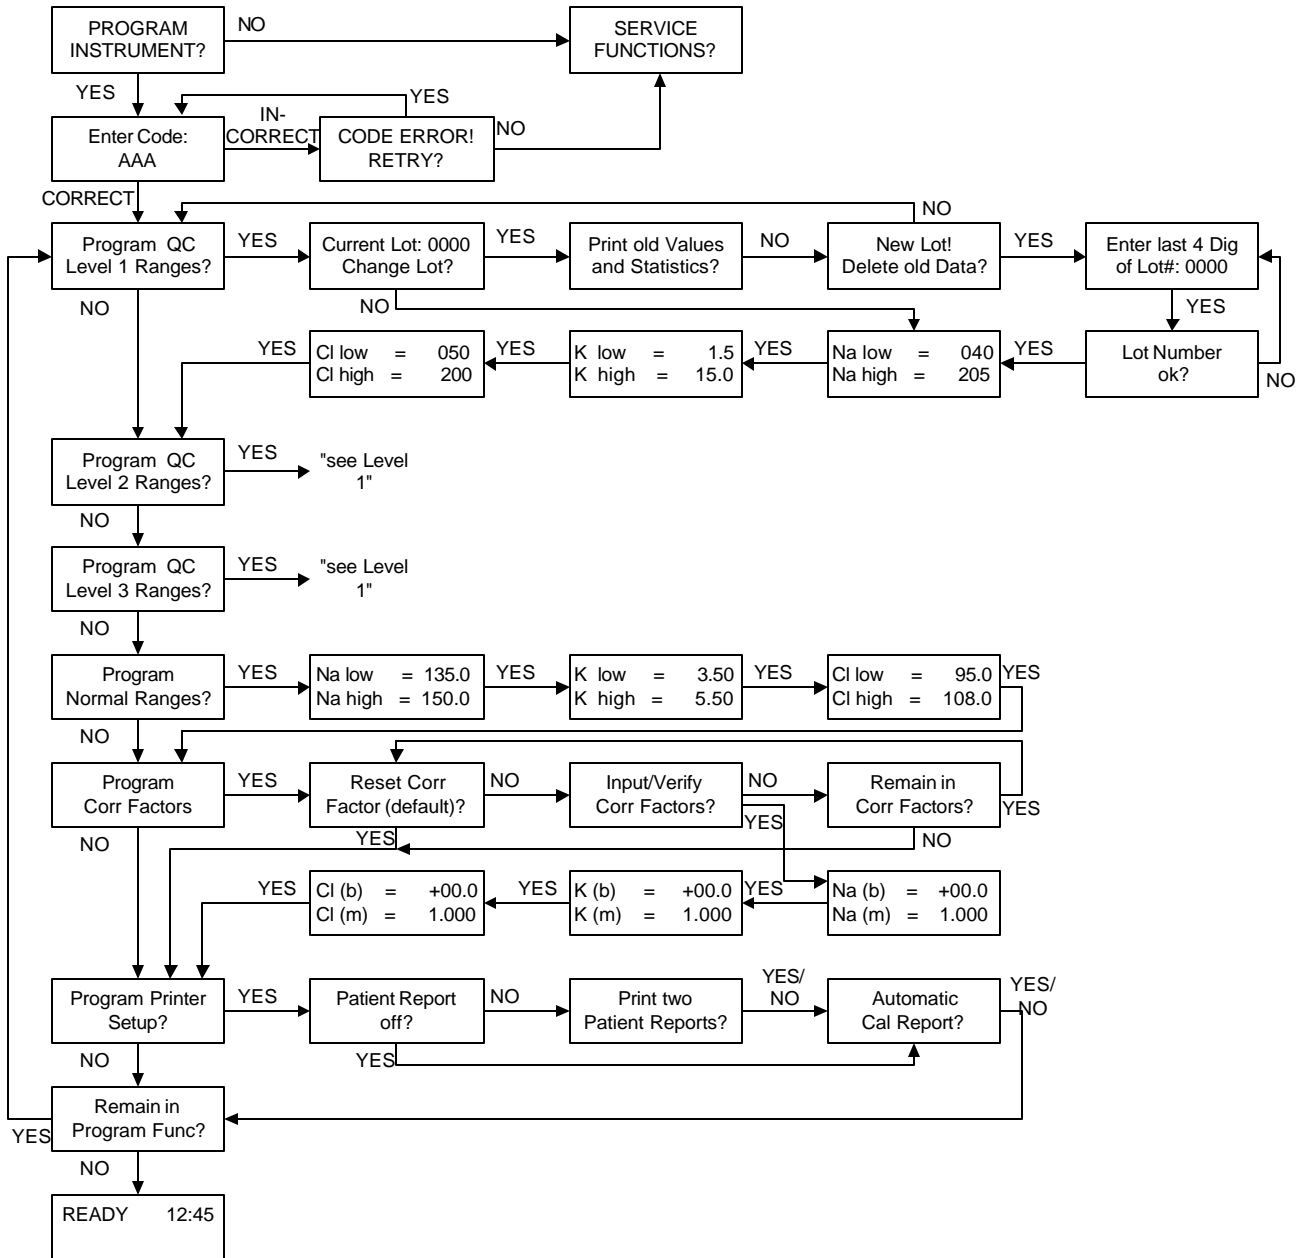 PROGRAM
INSTRUMENT?
NO
SERVICE
FUNCTIONS?
YES
YES
Enter Code:
AAA
IN-
CORRECT
CODE ERROR!
RETRY?
NO
CORRECT
NO
Program QC
Level 1 Ranges?
YES
Current Lot: 0000
Change Lot?
YES
Print old Values
and Statistics?
NO
New Lot!
Delete old Data?
YES
Enter last 4 Dig
of Lot#: 0000
NO
NO
YES
YES
Cl low = 050
Cl high = 200
YES
K low = 1.5
K high = 15.0
YES
Na low = 040
Na high = 205
YES
Lot Number
ok?
NO
Program QC
Level 2 Ranges?
YES
"see Level
1"
NO
Program QC
Level 3 Ranges?
YES
"see Level
1"
NO
Program
Normal Ranges?
YES
Na low = 135.0
Na high = 150.0
YES
K low = 3.50
K high = 5.50
YES
Cl low = 95.0
Cl high = 108.0
YES
NO
Program
Corr Factors
YES
Reset Corr
Factor (default)?
NO
Input/Verify
Corr Factors?
NO
YES
Remain in
Corr Factors?
YES
NO
YES
NO
YES
Cl (b) = +00.0
Cl (m) = 1.000
YES
K (b) = +00.0
K (m) = 1.000
YES
Na (b) = +00.0
Na (m) = 1.000
Program Printer
Setup?
YES
Patient Report
off?
NO
Print two
Patient Reports?
YES/
NO
Automatic
Cal Report?
YES/
NO
NO
YES
Remain in
Program Func?
YES
NO
READY 12:45